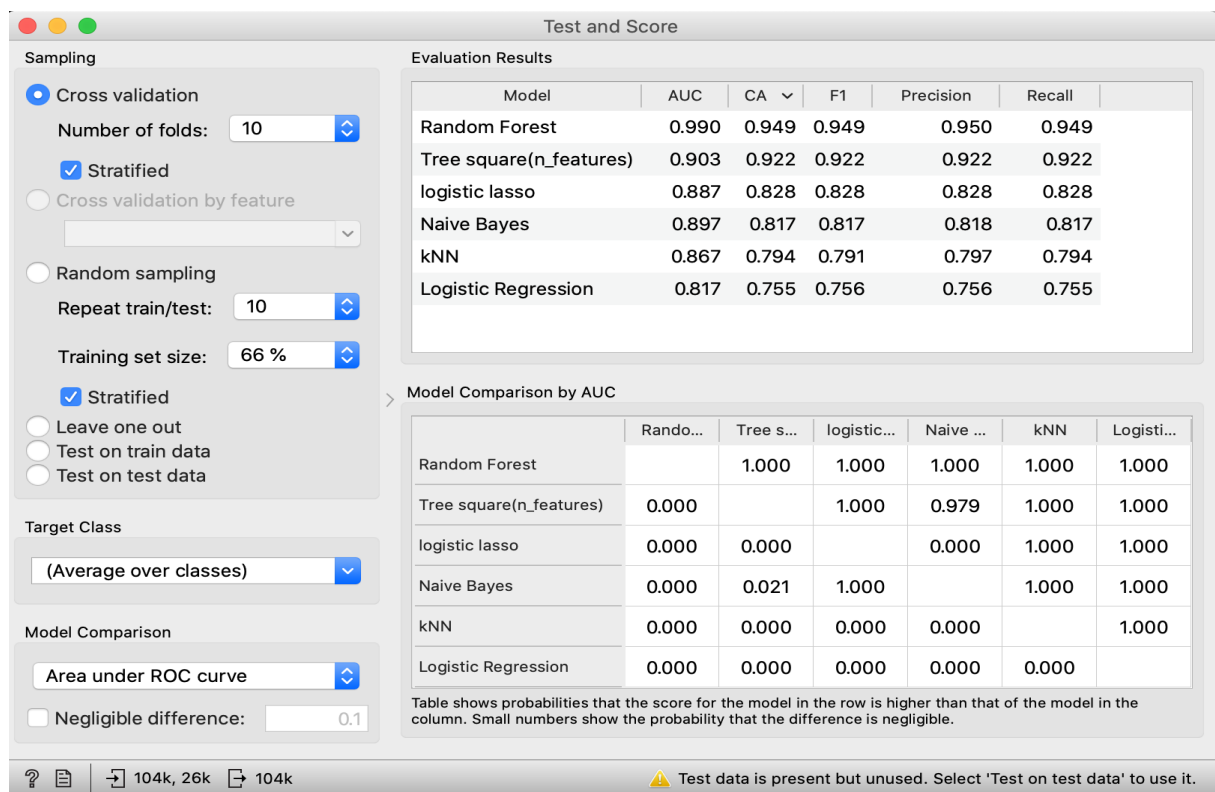 Test and Score
Sampling
Cross validation
Number of folds: 10
Stratified
Cross validation by feature
Random sampling
Repeat train/test: 10
Training set size: 66 %
Stratified
Leave one out
Test on train data
Test on test data
Target Class
(Average over classes)
Model Comparison
Area under ROC curve
Negligible difference: 0.1
Evaluation Results
Model AUC CA F1 Precision Recall
Random Forest 0.990 0.949 0.949 0.950 0.949
Tree square(n_features) 0.903 0.922 0.922 0.922 0.922
logistic lasso 0.887 0.828 0.828 0.828 0.828
Naive Bayes 0.897 0.817 0.817 0.818 0.817
kNN 0.867 0.794 0.791 0.797 0.794
Logistic Regression 0.817 0.755 0.756 0.756 0.755
Model Comparison by AUC
Rando... Tree s... logistic... Naive ... kNN Logisti...
Random Forest 1.000 1.000 1.000 1.000 1.000
Tree square(n_features) 0.000 1.000 0.979 1.000 1.000
logistic lasso 0.000 0.000 0.000 1.000 1.000
Naive Bayes 0.000 0.021 1.000 1.000 1.000
kNN 0.000 0.000 0.000 0.000 1.000
Logistic Regression 0.000 0.000 0.000 0.000 0.000
Table shows probabilities that the score for the model in the row is higher than that of the model in the
column. Small numbers show the probability that the difference is negligible.
? 104k, 26k 104k
Test data is present but unused. Select 'Test on test data' to use it.